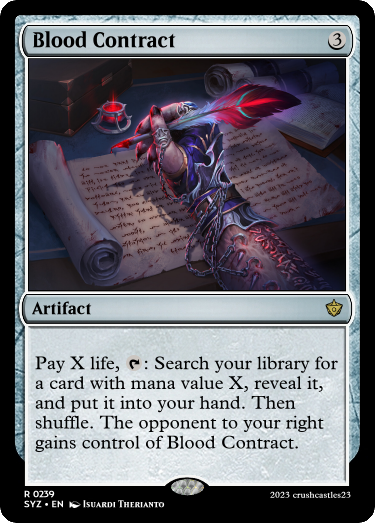 Blood Contract 3
Artifact
Pay X life, : Search your library for
a card with mana value X, reveal it,
and put it into your hand. Then
shuffle. The opponent to your right
gains control of Blood Contract.
R 0239
SYZ • EN Isuardi Therianto
2023 crushcastles23